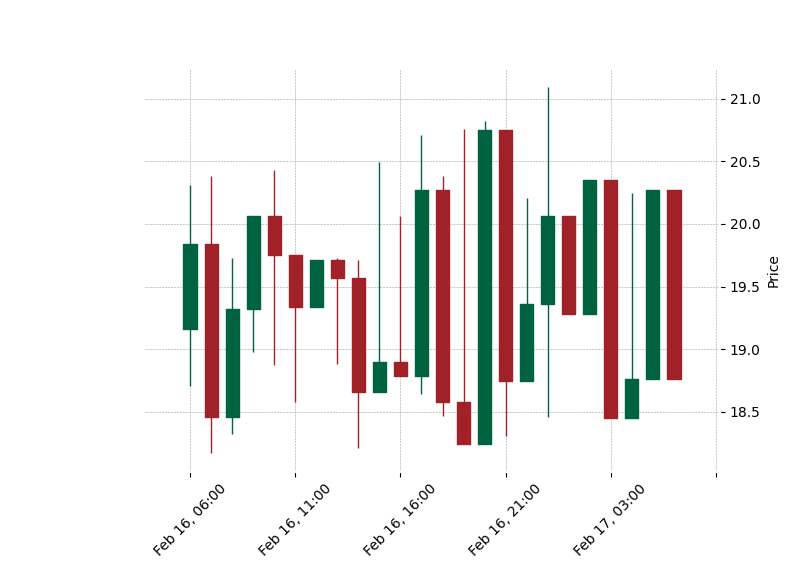 21.0
20.5
20.0
19.5
19.0
18.5
Price
Feb 16, 06:00
Feb 16, 11:00
Feb 16, 16:00
Feb 16, 21:00
Feb 17, 03:00